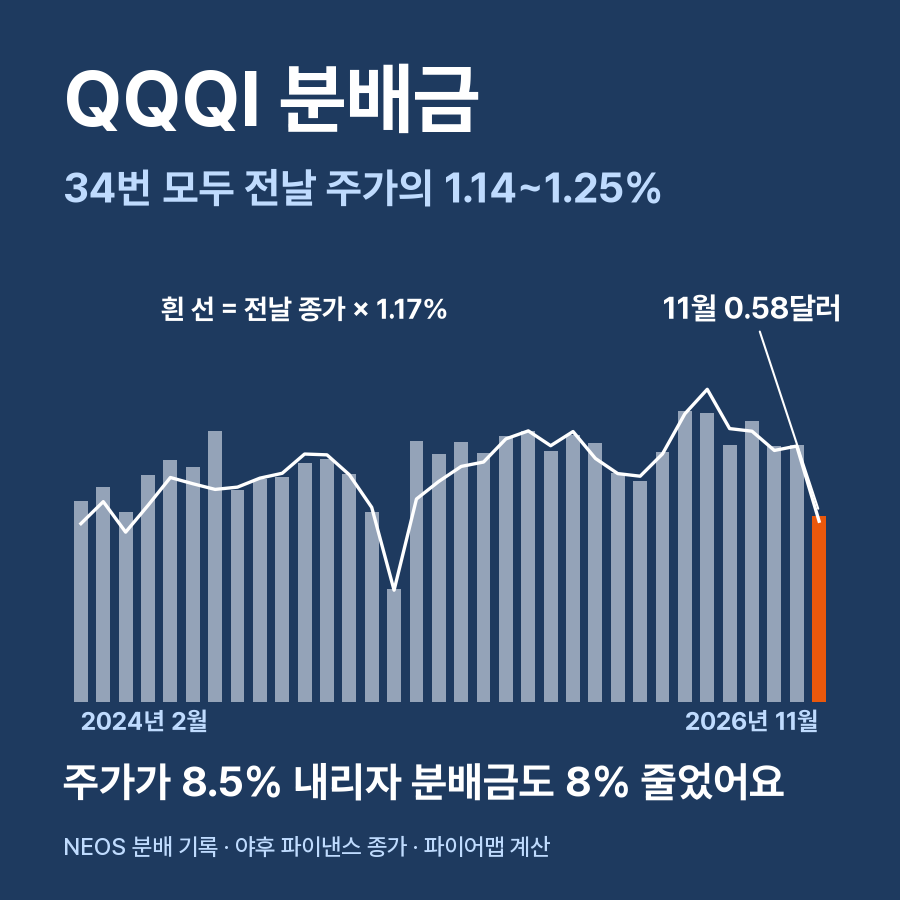 QQQI 분배금
34번 모두 전날 주가의 1.14~1.25%
흰 선 = 전날 종가 × 1.17%
11월 0.58달러
2024년 2월
2026년 11월
주가가 8.5% 내리자 분배금도 8% 줄었어요
NEOS 분배 기록 · 야후 파이낸스 종가 · 파이어맵 계산